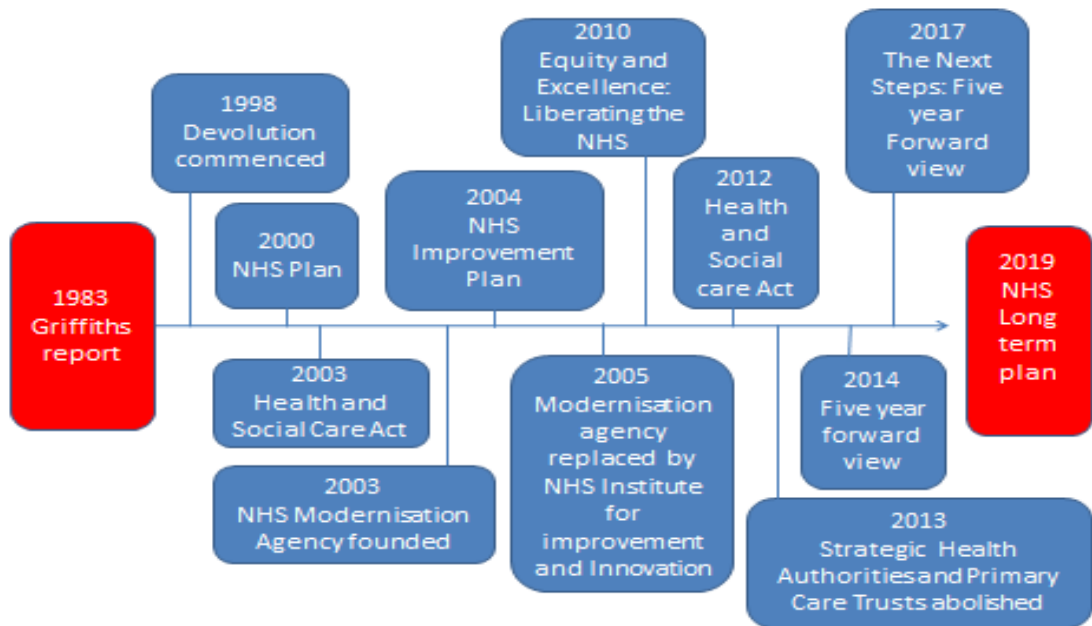 1983
Griffiths
report
1998
Devolution
commenced
2000
NHS Plan
2003
Health and
Social Care Act
2003
NHS Modernisation
Agency founded
2004
NHS
Improvement
Plan
2005
Modernisation
agency
replaced by
NHS Institute
for
improvement
and Innovation
2010
Equity and
Excellence:
Liberating the
NHS
2012
Health
and
Social
care Act
2013
Strategic Health
Authorities and Primary
Care Trusts abolished
2014
Five year
forward
view
2017
The Next
Steps: Five
year
Forward
view
2019
NHS
Long
term
plan